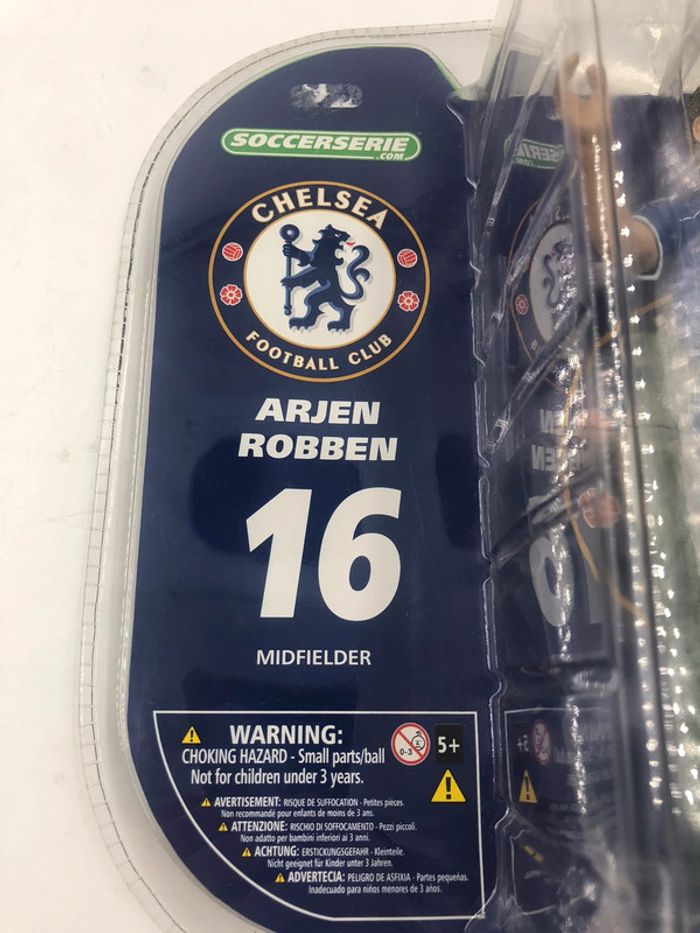 SOCCERSERIE
.COM
CHELSEA
FOOTBALL CLUB
ARJEN
ROBBEN
16
MIDFIELDER
WARNING:
CHOKING HAZARD - Small parts/ball
Not for children under 3 years.
0-3
5+
AVERTISEMENT: RISQUE DE SUFFOCATION - Petites pièces.
Non recommandé pour enfants de moins de 3 ans.
ATTENZIONE: RISCHIO DI SOFFOCAMENTO - Pezzi piccoli.
Non adatto per bambini inferiori ai 3 anni.
ACHTUNG: ERSTICKUNGSGEFAHR - Kleinteile.
Nicht geeignet für Kinder unter 3 Jahren.
ADVERTECIA: PELIGRO DE ASFIXIA - Partes pequeñas.
Inadecuado para niños menores de 3 años.